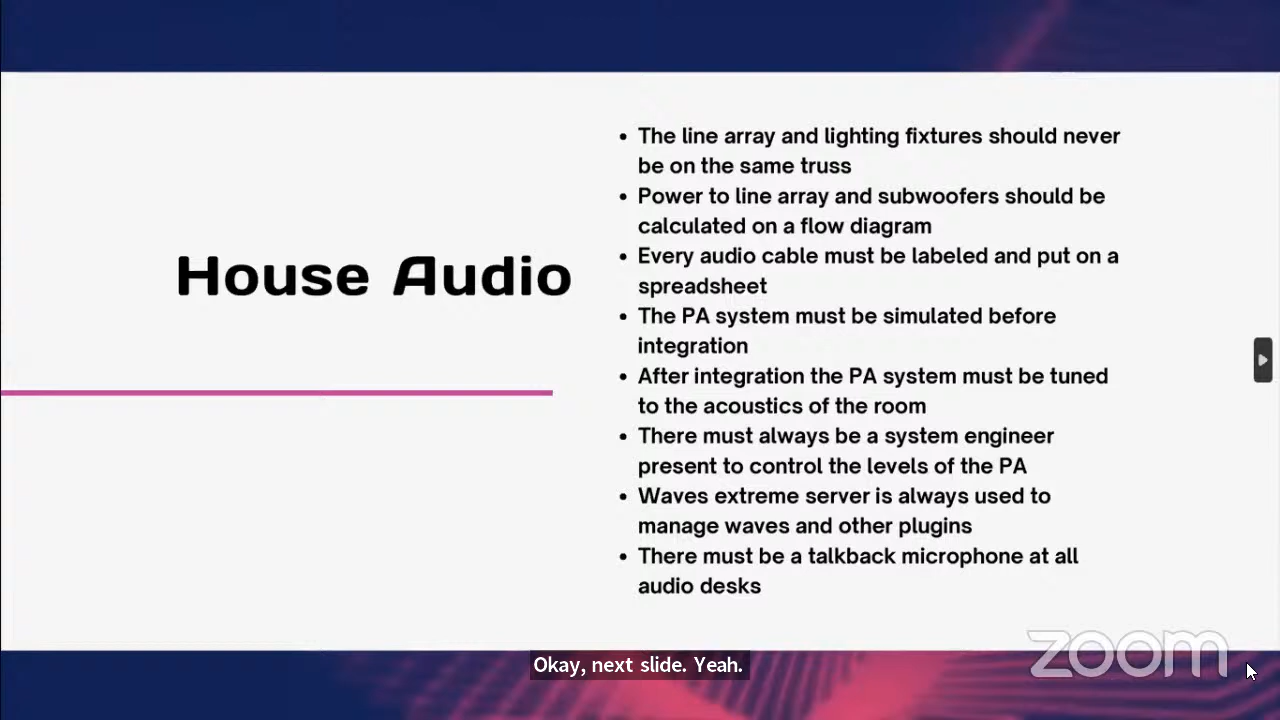 House Audio
• The line array and lighting fixtures should never
be on the same truss
• Power to line array and subwoofers should be
calculated on a flow diagram
• Every audio cable must be labeled and put on a
spreadsheet
• The PA system must be simulated before
integration
• After integration the PA system must be tuned
to the acoustics of the room
• There must always be a system engineer
present to control the levels of the PA
• Waves extreme server is always used to
manage waves and other plugins
• There must be a talkback microphone at all
audio desks
zoom
Okay, next slide. Yeah.